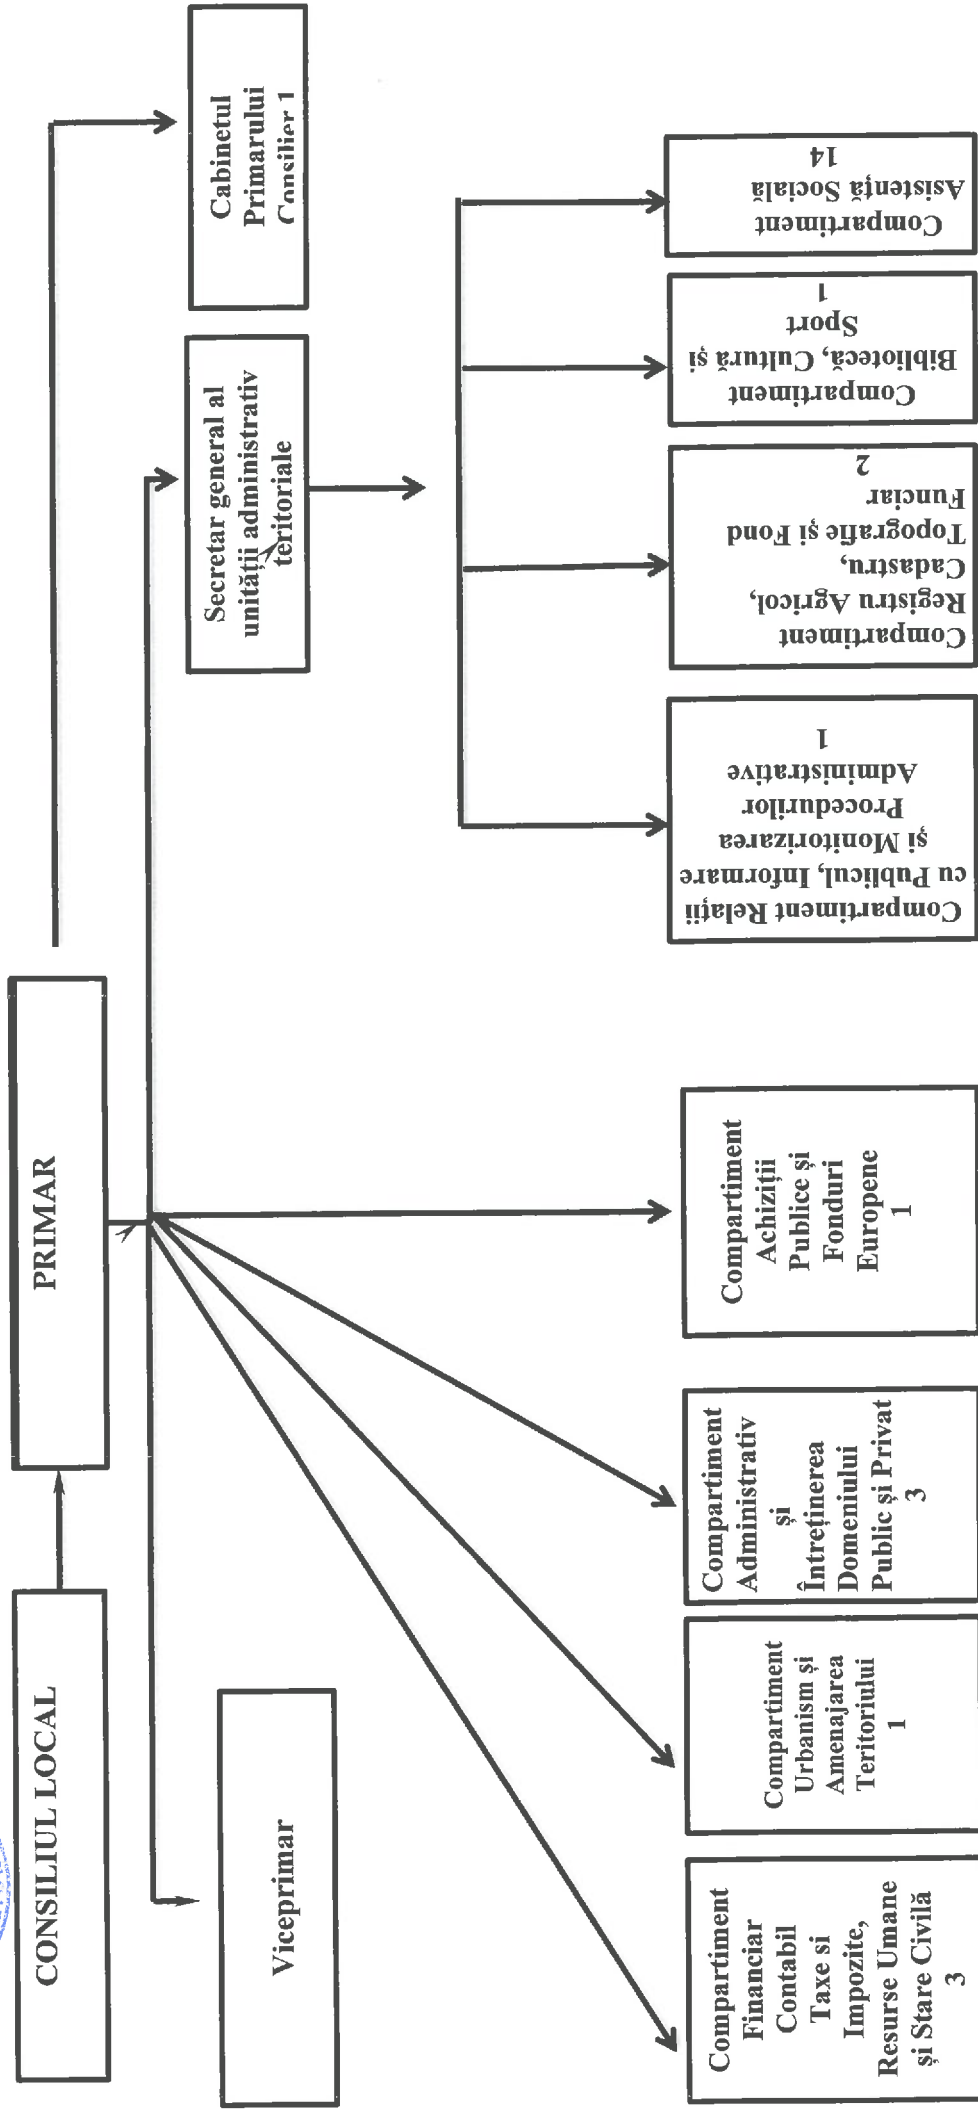 CONSILIUL LOCAL
PRIMAR
Viceprimar
Secretar general al
unității administrativ
teritoriale
Cabinetul
Primarului
Consilier 1
Compartiment
Financiar
Contabil
Taxe si
Impozite,
Resurse Umane
și Stare Civilă
3
Compartiment
Urbanism și
Amenajarea
Teritoriului
1
Compartiment
Administrativ
și
Întreținerea
Domeniului
Public și Privat
3
Compartiment
Achiziții
Publice și
Fonduri
Europene
1
Compartiment Relații
cu Publicul, Informare
și Monitorizarea
Procedurilor
Administrative
1
Compartiment
Registru Agricol,
Cadastru,
Topografie și Fond
Funciar
2
Compartiment
Bibliotecă, Cultură și
Sport
1
Compartiment
Asistență Socială
14